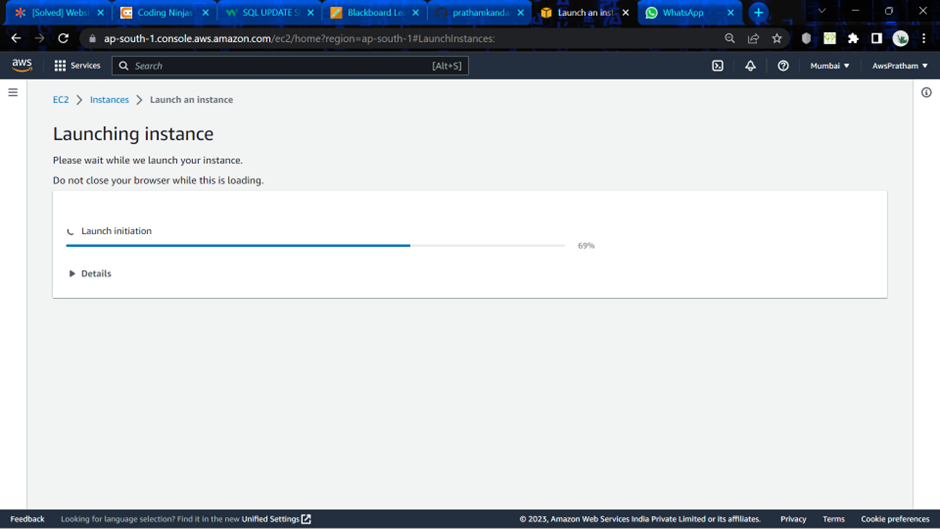 {Solved} Websi
Coding Ninjas
SQL UPDATE S
Blackboard Le
prathamkanda
Launch an inst
WhatsApp
ap-south-1.console.aws.amazon.com/ec2/home?region=ap-south-1#LaunchInstances:
aws
Services
Search
[Alt+S]
Mumbai
AwsPratham
EC2
Instances
Launch an instance
Launching instance
Please wait while we launch your instance.
Do not close your browser while this is loading.
Launch initiation
69%
Details
Feedback
Looking for language selection? Find it in the new Unified Settings
© 2023, Amazon Web Services India Private Limited or its affiliates.
Privacy
Terms
Cookie preferences